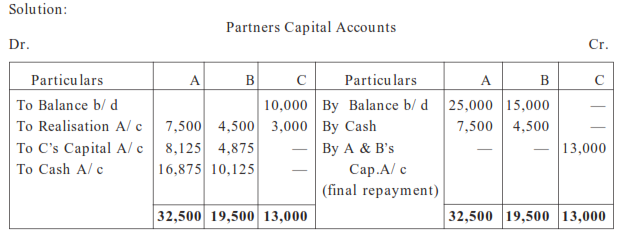 Solution:
Partners Capital Accounts
Dr. Cr.
Particulars A B C Particulars A B C
To Balance b/ d 10,000 By Balance b/ d 25,000 15,000 —
To Realisation A/ c 7,500 4,500 3,000 By Cash 7,500 4,500 —
To C's Capital A/ c 8,125 4,875 — By A & B's — — 13,000
To Cash A/ c 16,875 10,125 — Cap.A/ c
(final repayment)
32,500 19,500 13,000 32,500 19,500 13,000